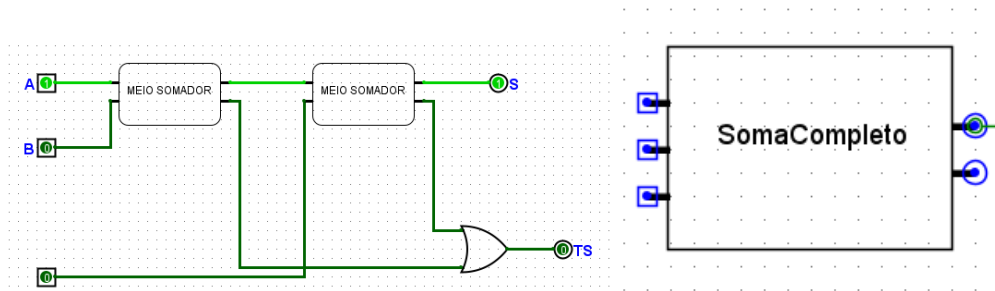 A 1
MEIO SOMADOR
MEIO SOMADOR
1 S
B 0
0 TS
0
SomaCompleto